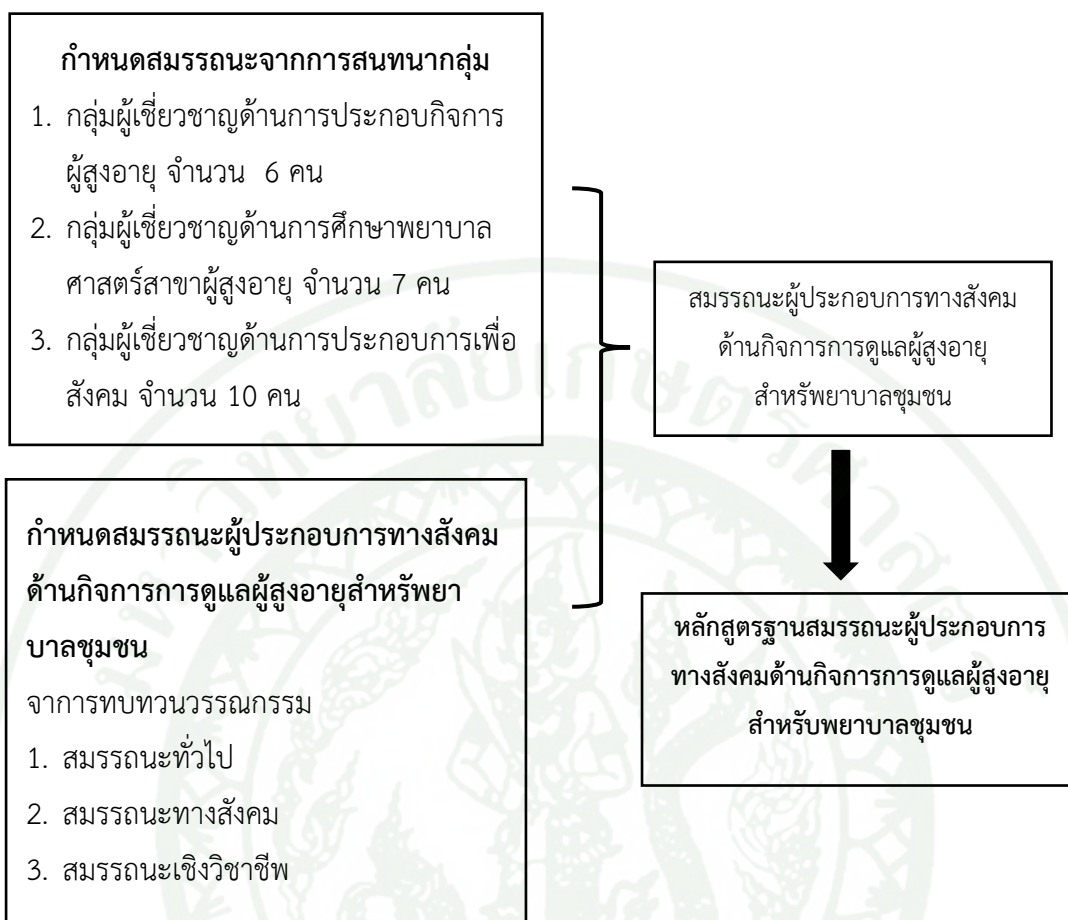 กำหนดสมรรถนะจากการสนทนากลุ่ม
1. กลุ่มผู้เชี่ยวชาญด้านการประกอบกิจการ
ผู้สูงอายุ จำนวน 6 คน
2. กลุ่มผู้เชี่ยวชาญด้านการศึกษาพยาบาล
ศาสตร์สาขาผู้สูงอายุ จำนวน 7 คน
3. กลุ่มผู้เชี่ยวชาญด้านการประกอบการเพื่อ
สังคม จำนวน 10 คน
กำหนดสมรรถนะผู้ประกอบการทางสังคม
ด้านกิจการการดูแลผู้สูงอายุสำหรัพยา
บาลชุมชน
จาการทบทวนวรรณกรรม
1. สมรรถนะทั่วไป
2. สมรรถนะทางสังคม
3. สมรรถนะเชิงวิชาชีพ
สมรรถนะผู้ประกอบการทางสังคม
ด้านกิจการการดูแลผู้สูงอายุ
สำหรัพยาบาลชุมชน
หลักสูตรฐานสมรรถนะผู้ประกอบการ
ทางสังคมด้านกิจการการดูแลผู้สูงอายุ
สำหรับพยาบาลชุมชน
มหาวิทยาลัยเกษตรศาสตร์